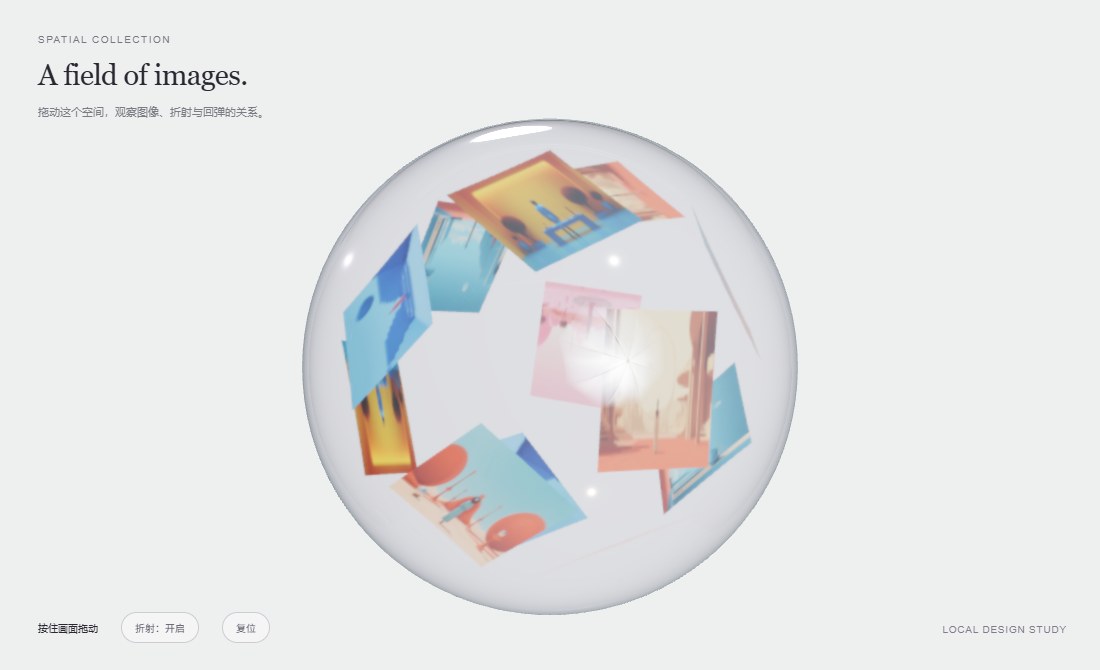 SPATIAL COLLECTION
A field of images.
拖动这个空间，观察图像、折射与回弹的关系。
按住画面拖动
折射：开启
复位
LOCAL DESIGN STUDY